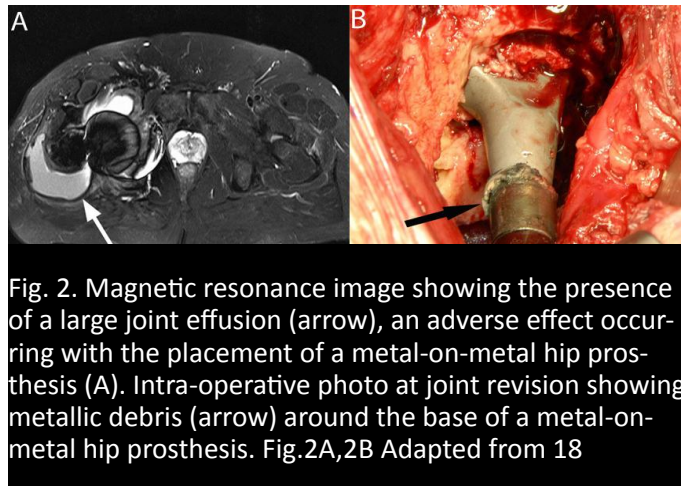 A
B
Fig. 2. Magnetic resonance image showing the presence
of a large joint effusion (arrow), an adverse effect occur-
ring with the placement of a metal-on-metal hip pros-
thesis (A). Intra-operative photo at joint revision showing
metallic debris (arrow) around the base of a metal-on-
metal hip prosthesis. Fig.2A,2B Adapted from 18